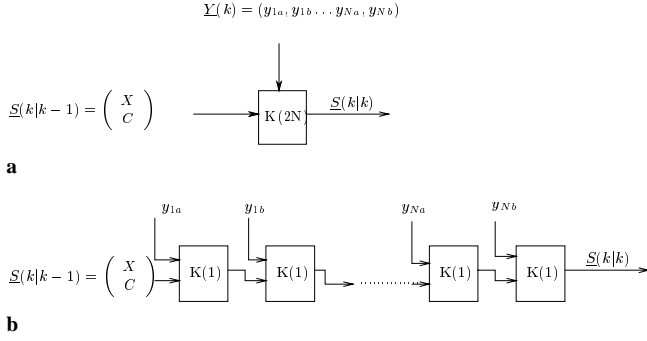 Y(k) = (y1a, y1b ... yNa, yNb)
S(k|k − 1) = ( X C )
K(2N)
S(k|k)
a
y1a y1b yNa yNb
S(k|k − 1) = ( X C )
K(1) K(1) K(1) K(1)
S(k|k)
b